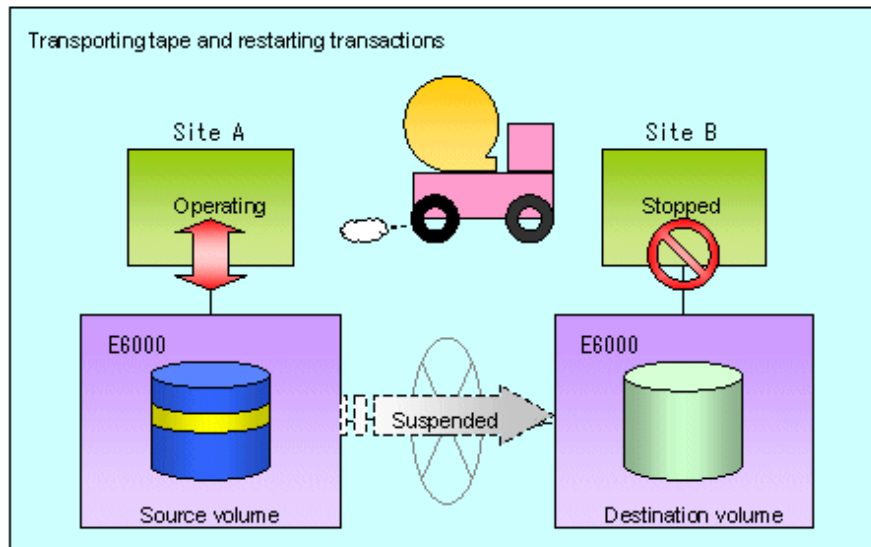 Transporting tape and restarting transactions
Site A
Site B
Operating
Stopped
E6000
E6000
Suspended
Source volume
Destination volume